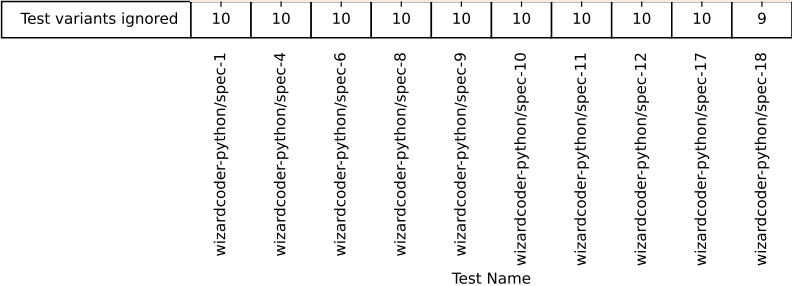 Test variants ignored 10 10 10 10 10 10 10 10 10 9
wizardcoder-python/spec-1
wizardcoder-python/spec-4
wizardcoder-python/spec-6
wizardcoder-python/spec-8
wizardcoder-python/spec-9
wizardcoder-python/spec-10
wizardcoder-python/spec-11
wizardcoder-python/spec-12
wizardcoder-python/spec-17
wizardcoder-python/spec-18
Test Name